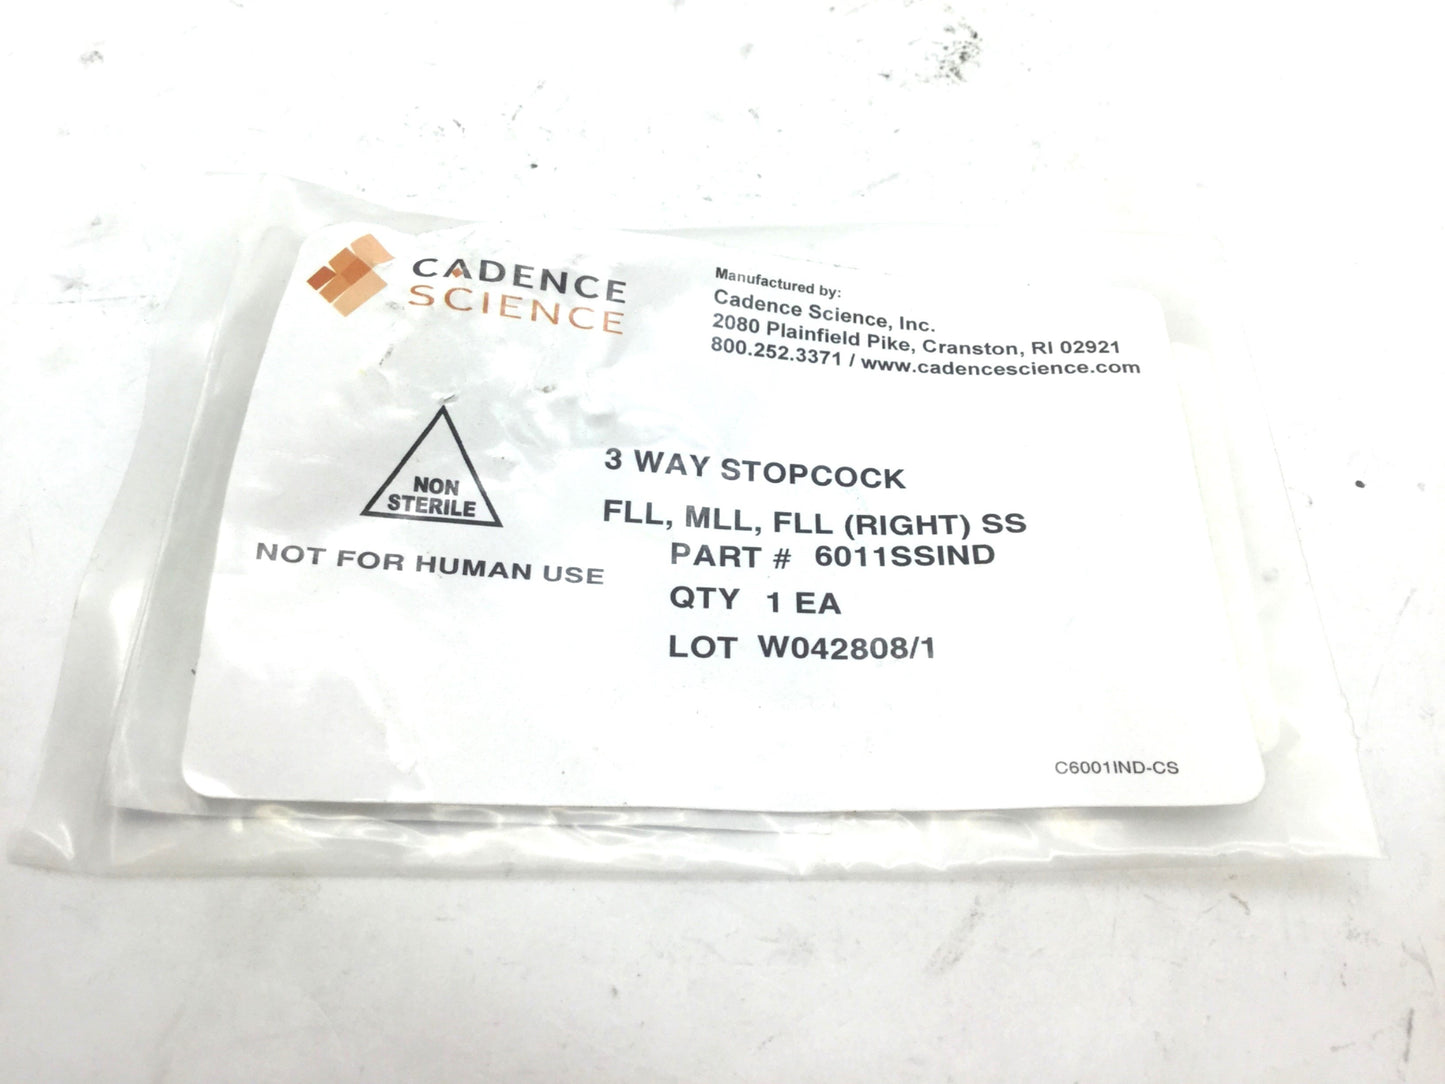 CADENCE
SCIENCE
Manufactured by:
Cadence Science, Inc.
2080 Plainfield Pike, Cranston, RI 02921
800.252.3371 / www.cadencescience.com
NON
STERILE
NOT FOR HUMAN USE
3 WAY STOPCOCK
FLL, MLL, FLL (RIGHT) SS
PART # 6011SSIND
QTY 1 EA
LOT W042808/1
C6001IND-CS